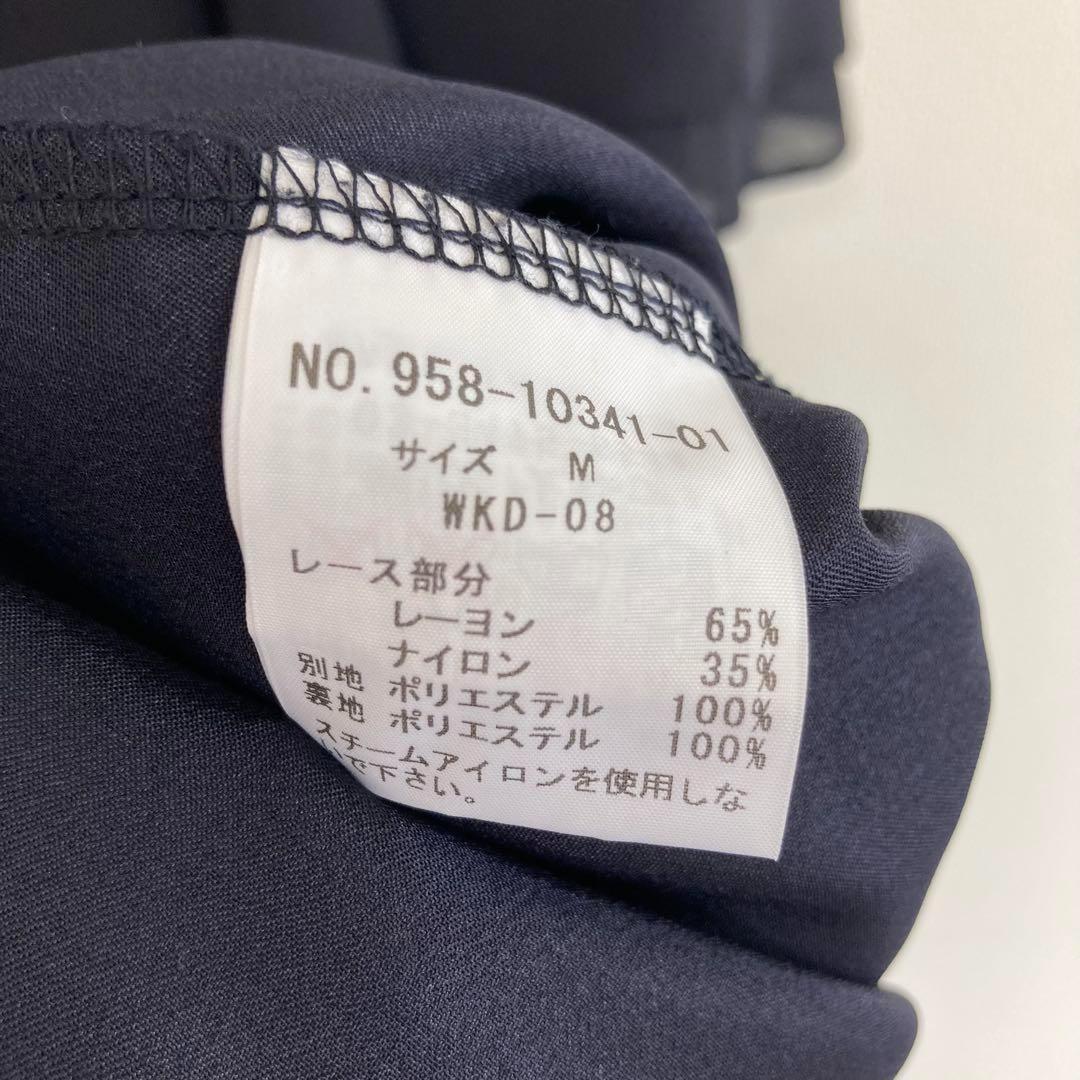 NO. 958-10341-01
サイズ M
WKD-08
レース部分
レーヨン 65%
ナイロン 35%
別地 ポリエステル 100%
裏地 ポリエステル 100%
スチームアイロンを使用しな
いで下さい。